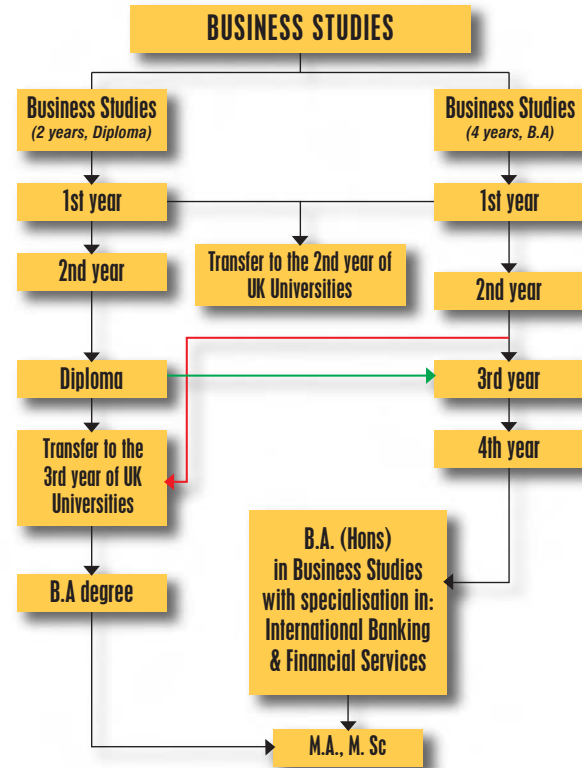 BUSINESS STUDIES
Business Studies
(2 years, Diploma)
Business Studies
(4 years, B.A)
1st year
1st year
2nd year
Transfer to the 2nd year of
UK Universities
2nd year
Diploma
3rd year
Transfer to the
3rd year of UK
Universities
4th year
B.A. (Hons)
in Business Studies
with specialisation in:
International Banking
& Financial Services
B.A degree
M.A., M. Sc